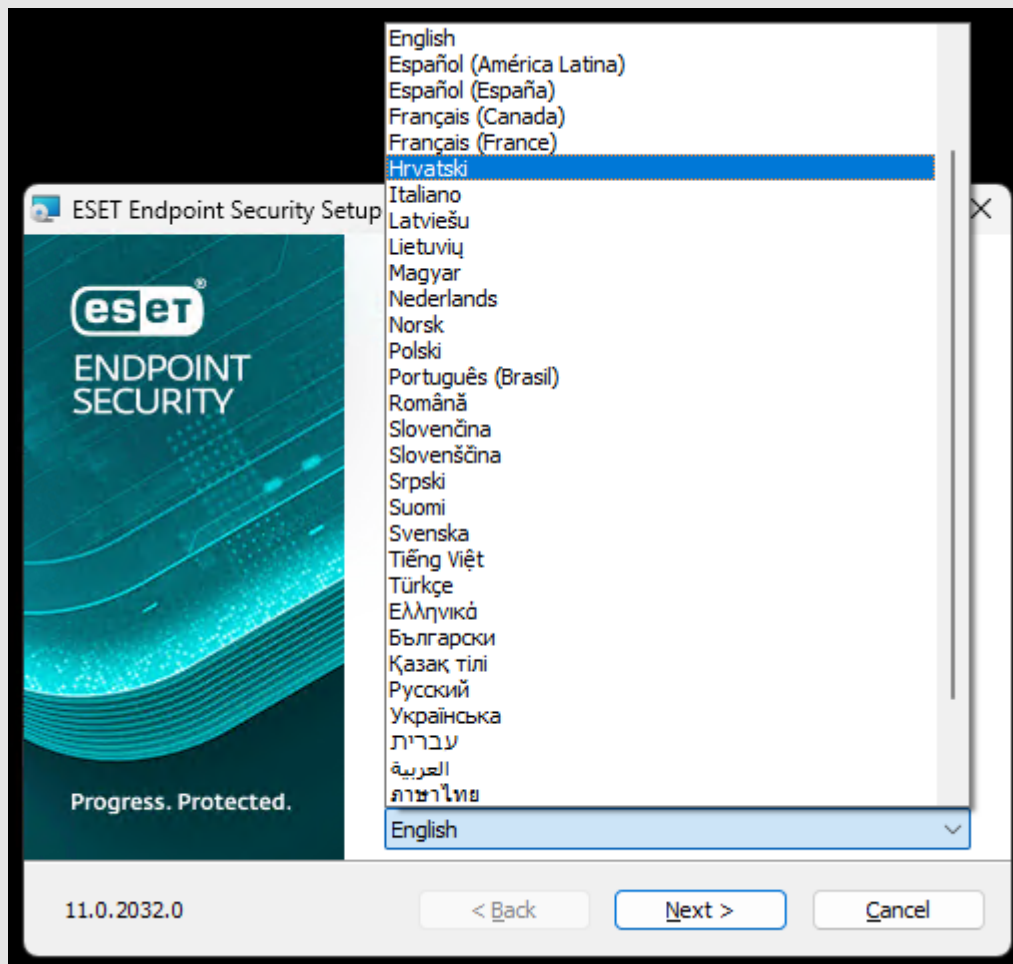 English
Español (América Latina)
Español (España)
Français (Canada)
Français (France)
Hrvatski
Italiano
Latviešu
Lietuvių
Magyar
Nederlands
Norsk
Polski
Português (Brasil)
Română
Slovenčina
Slovenščina
Srpski
Suomi
Svenska
Tiếng Việt
Türkçe
Ελληνικά
Български
Қазақ тілі
Русский
Українська
עברית
العربية
ภาษาไทย
English
ESET Endpoint Security Setup
eset®
ENDPOINT
SECURITY
Progress. Protected.
11.0.2032.0
< Back
Next >
Cancel